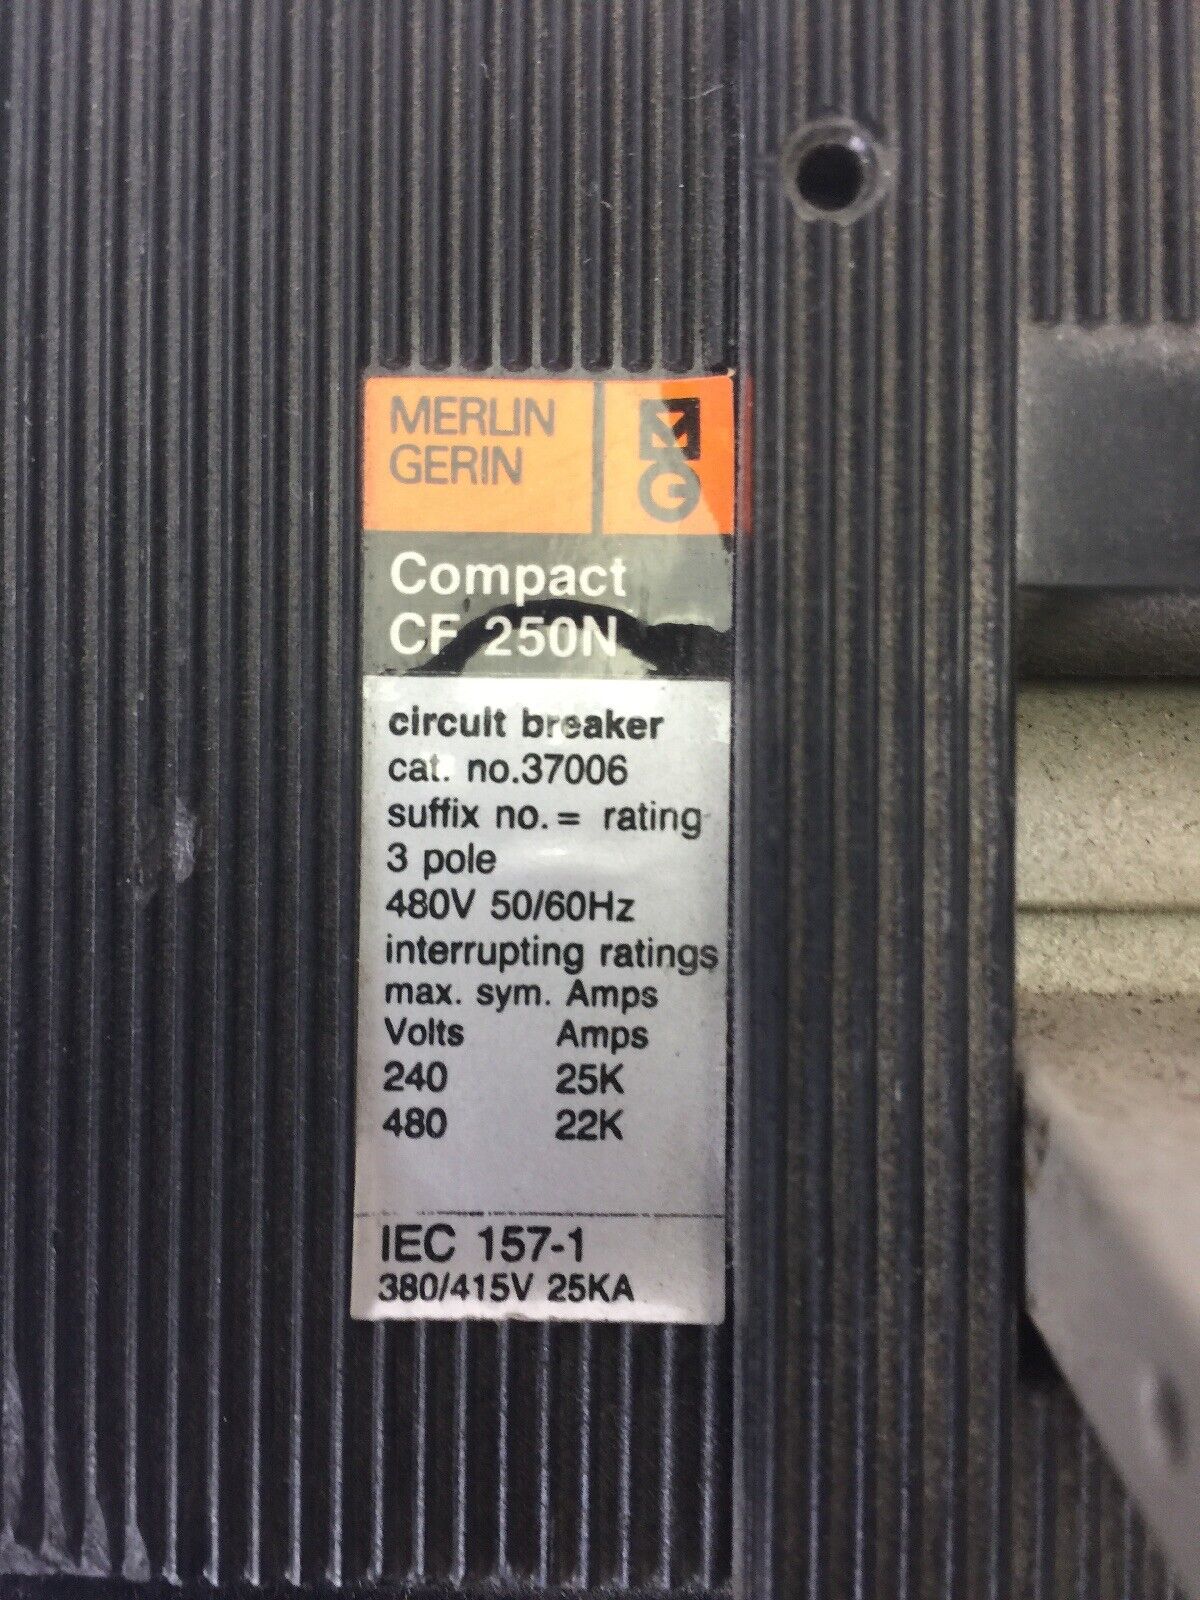 MERLIN
GERIN
MG
Compact
CF 250N
circuit breaker
cat. no.37006
suffix no. = rating
3 pole
480V 50/60Hz
interrupting ratings
max. sym. Amps
Volts Amps
240 25K
480 22K
IEC 157-1
380/415V 25KA